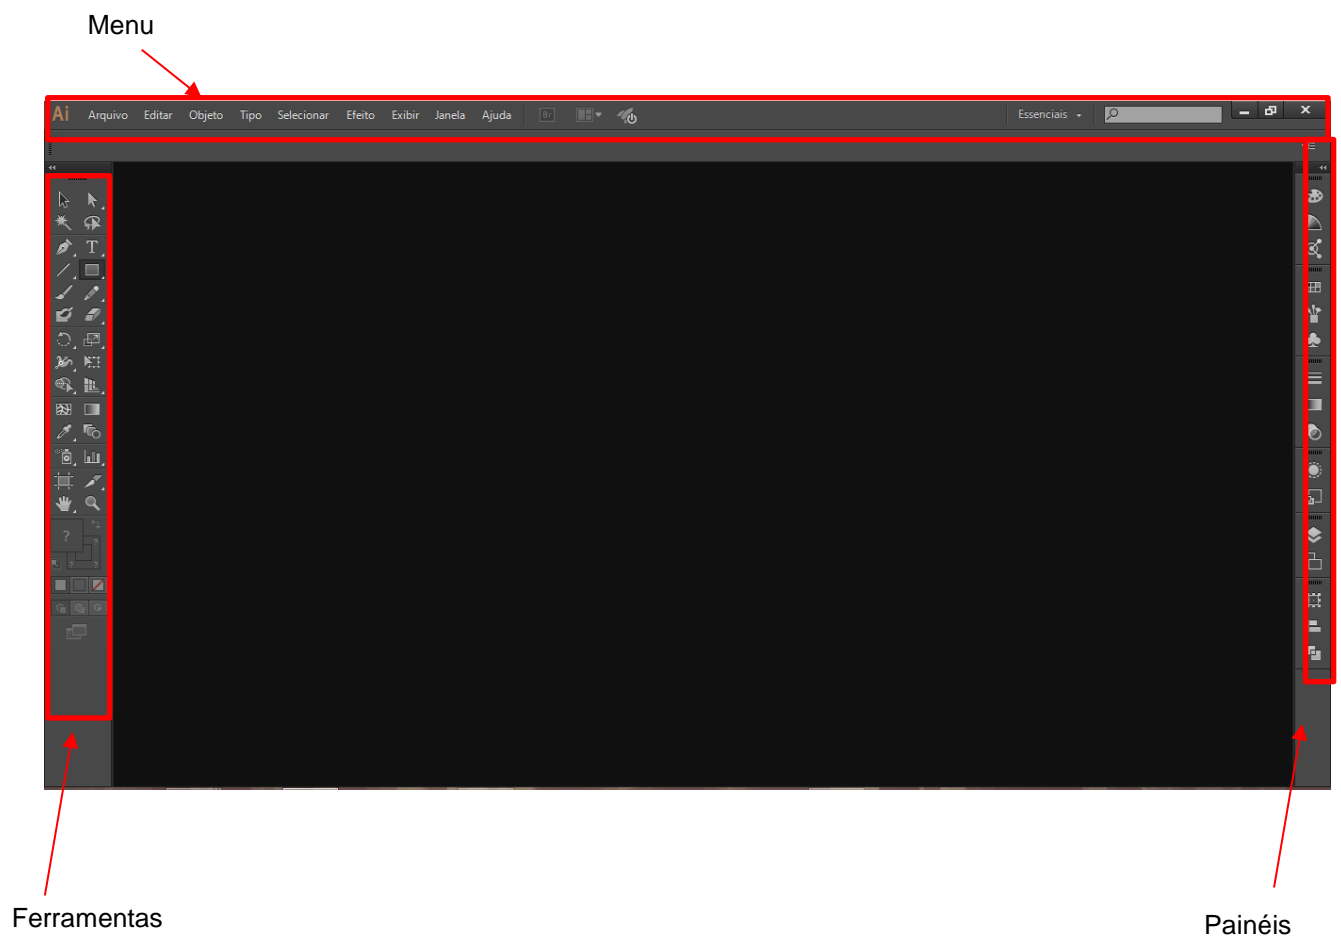 Menu
Ai Arquivo Editar Objeto Tipo Selecionar Efeito Exibir Janela Ajuda Br Essenciais
T
?
? ? ?
Ferramentas
Painéis